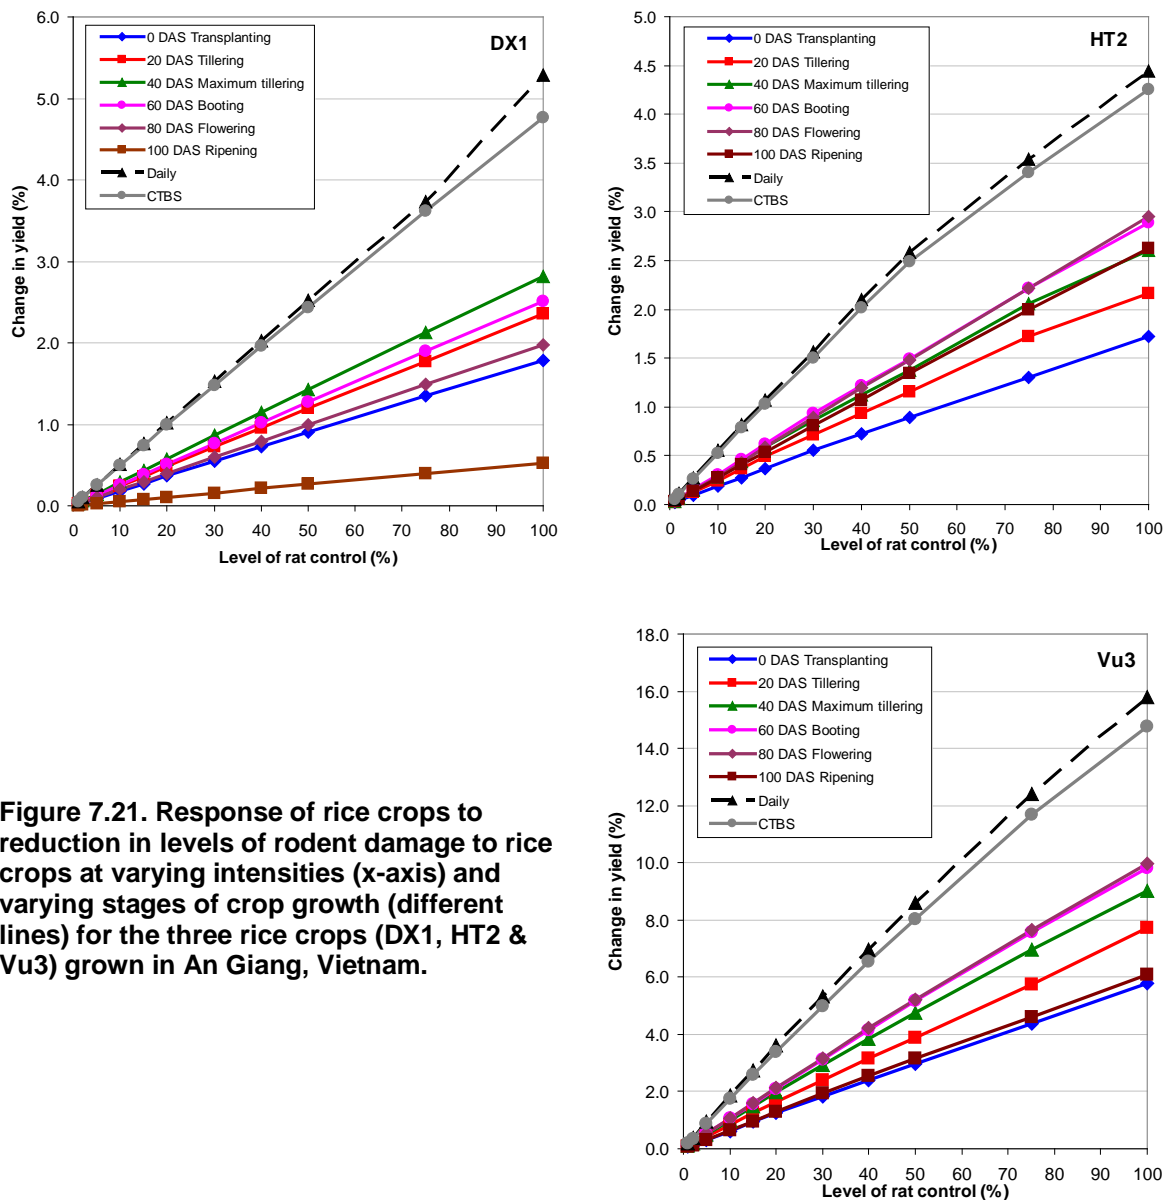 DX1
0 DAS Transplanting
20 DAS Tillering
40 DAS Maximum tillering
60 DAS Booting
80 DAS Flowering
100 DAS Ripening
Daily
CTBS
Change in yield (%)
6.0
5.0
4.0
3.0
2.0
1.0
0.0
0 10 20 30 40 50 60 70 80 90 100
Level of rat control (%)
HT2
0 DAS Transplanting
20 DAS Tillering
40 DAS Maximum tillering
60 DAS Booting
80 DAS Flowering
100 DAS Ripening
Daily
CTBS
Change in yield (%)
5.0
4.5
4.0
3.5
3.0
2.5
2.0
1.5
1.0
0.5
0.0
0 10 20 30 40 50 60 70 80 90 100
Level of rat control (%)
Figure 7.21. Response of rice crops to
reduction in levels of rodent damage to rice
crops at varying intensities (x-axis) and
varying stages of crop growth (different
lines) for the three rice crops (DX1, HT2 &
Vu3) grown in An Giang, Vietnam.
Vu3
0 DAS Transplanting
20 DAS Tillering
40 DAS Maximum tillering
60 DAS Booting
80 DAS Flowering
100 DAS Ripening
Daily
CTBS
Change in yield (%)
18.0
16.0
14.0
12.0
10.0
8.0
6.0
4.0
2.0
0.0
0 10 20 30 40 50 60 70 80 90 100
Level of rat control (%)